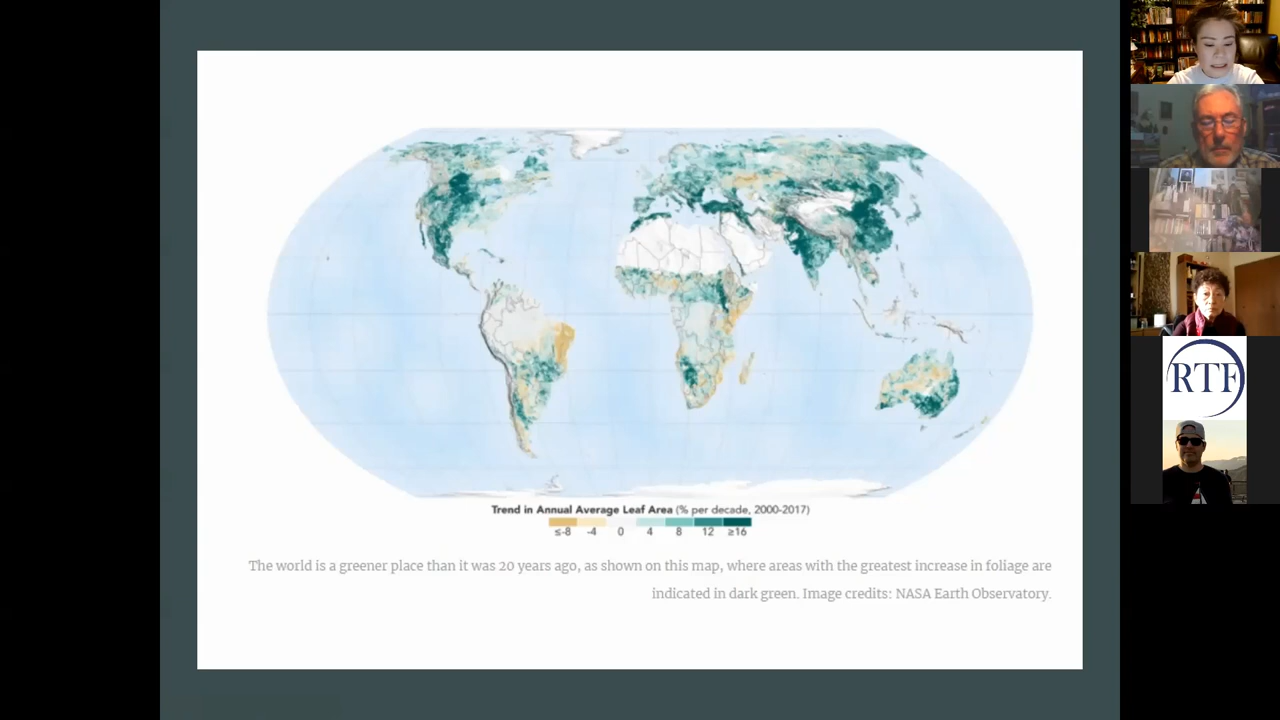 RTF
Trend in Annual Average Leaf Area (% per decade, 2000-2017)
≤-8 -4 0 4 8 12 ≥16
The world is a greener place than it was 20 years ago, as shown on this map, where areas with the greatest increase in foliage are
indicated in dark green. Image credits: NASA Earth Observatory.